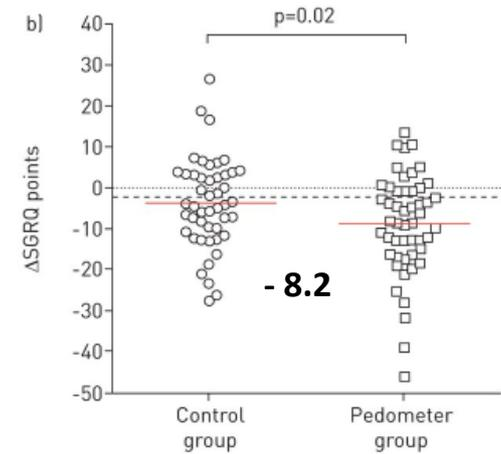 b)
p=0.02
ΔSGRQ points
40
30
20
10
0
-10
-20
-30
-40
-50
- 8.2
Control group
Pedometer group